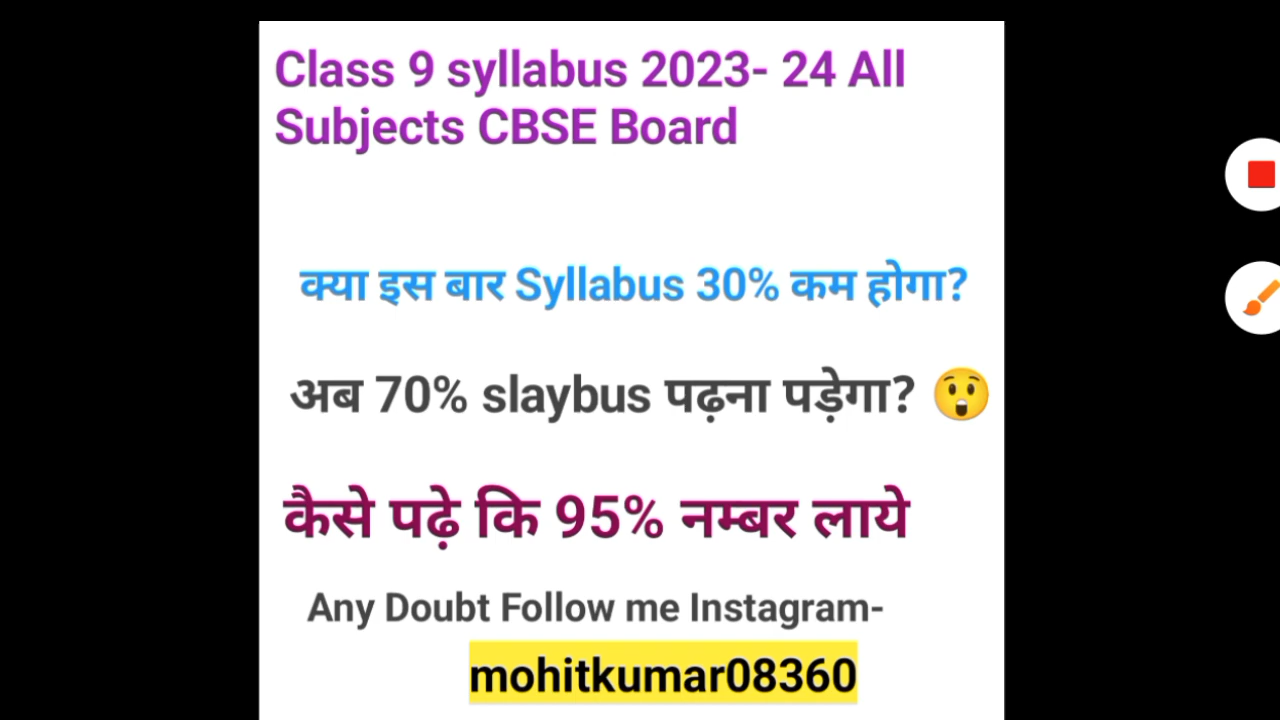 Class 9 syllabus 2023- 24 All
Subjects CBSE Board
क्या इस बार Syllabus 30% कम होगा?
अब 70% slaybus पढ़ना पड़ेगा? 😲
कैसे पढ़े कि 95% नम्बर लाये
Any Doubt Follow me Instagram-
mohitkumar08360